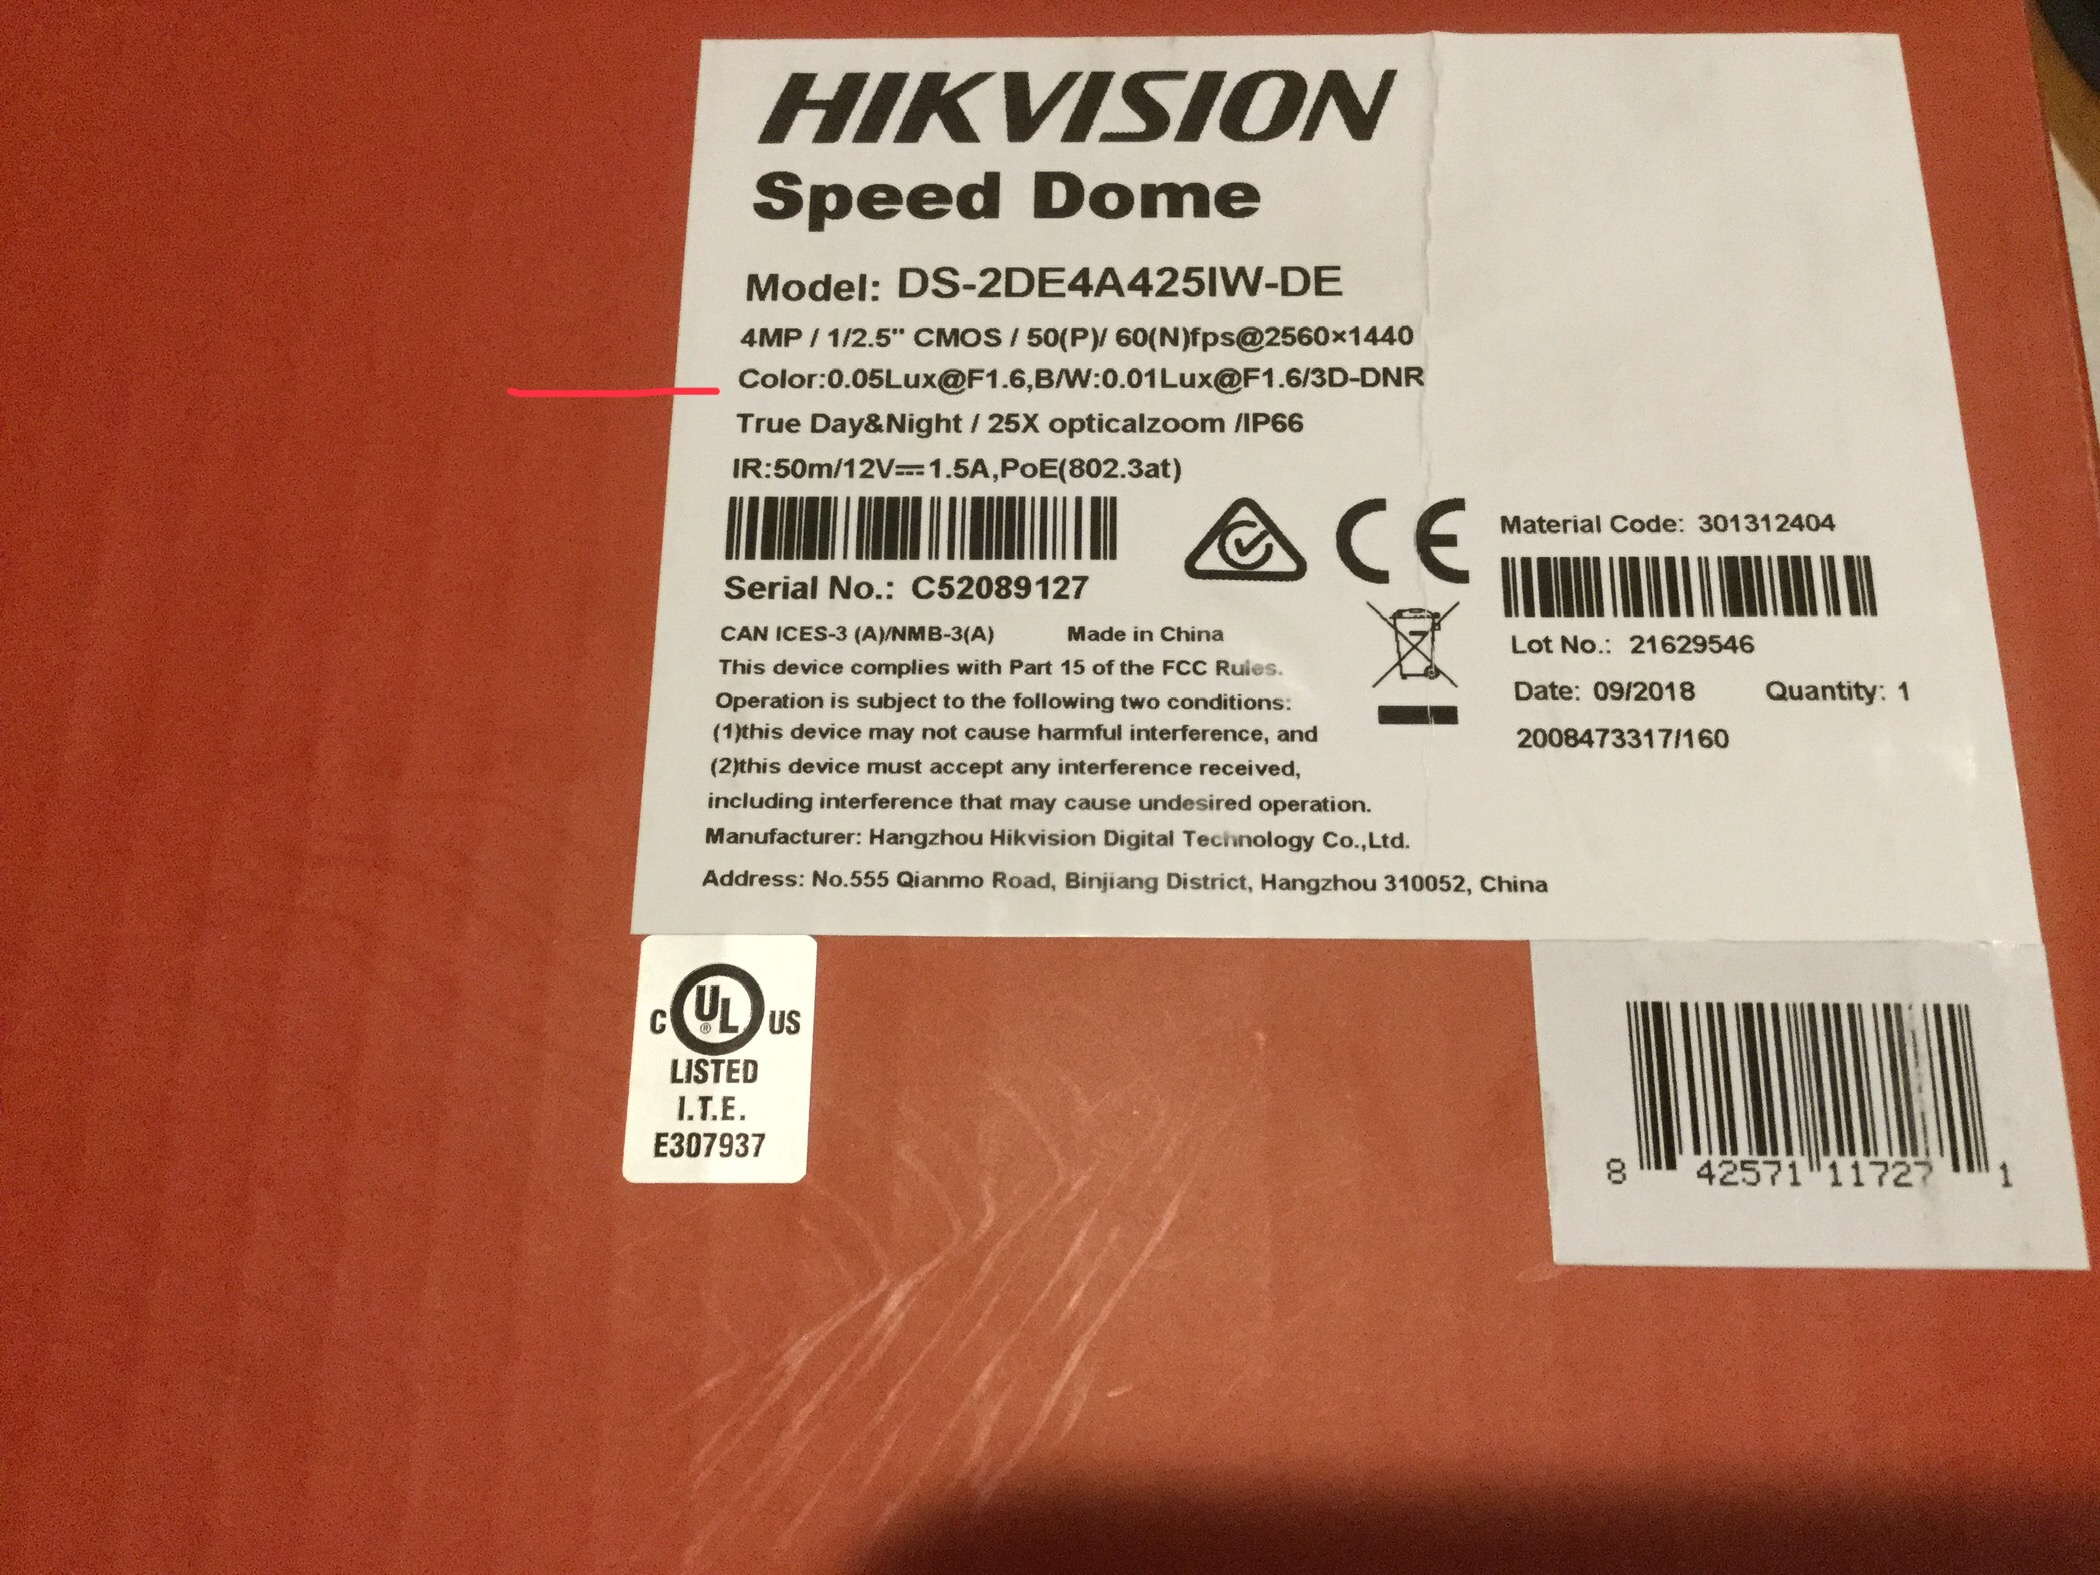 HIKVISION
Speed Dome
Model: DS-2DE4A425IW-DE
4MP / 1/2.5" CMOS / 50(P)/ 60(N)fps@2560×1440
Color:0.05Lux@F1.6,B/W:0.01Lux@F1.6/3D-DNR
True Day&Night / 25X opticalzoom /IP66
IR:50m/12V⎓1.5A,PoE(802.3at)
Serial No.: C52089127
CE
CAN ICES-3 (A)/NMB-3(A) Made in China
This device complies with Part 15 of the FCC Rules.
Operation is subject to the following two conditions:
(1)this device may not cause harmful interference, and
(2)this device must accept any interference received,
including interference that may cause undesired operation.
Manufacturer: Hangzhou Hikvision Digital Technology Co.,Ltd.
Address: No.555 Qianmo Road, Binjiang District, Hangzhou 310052, China
Material Code: 301312404
Lot No.: 21629546
Date: 09/2018 Quantity: 1
2008473317/160
C UL ® US
LISTED
I.T.E.
E307937
8 42571 11727 1